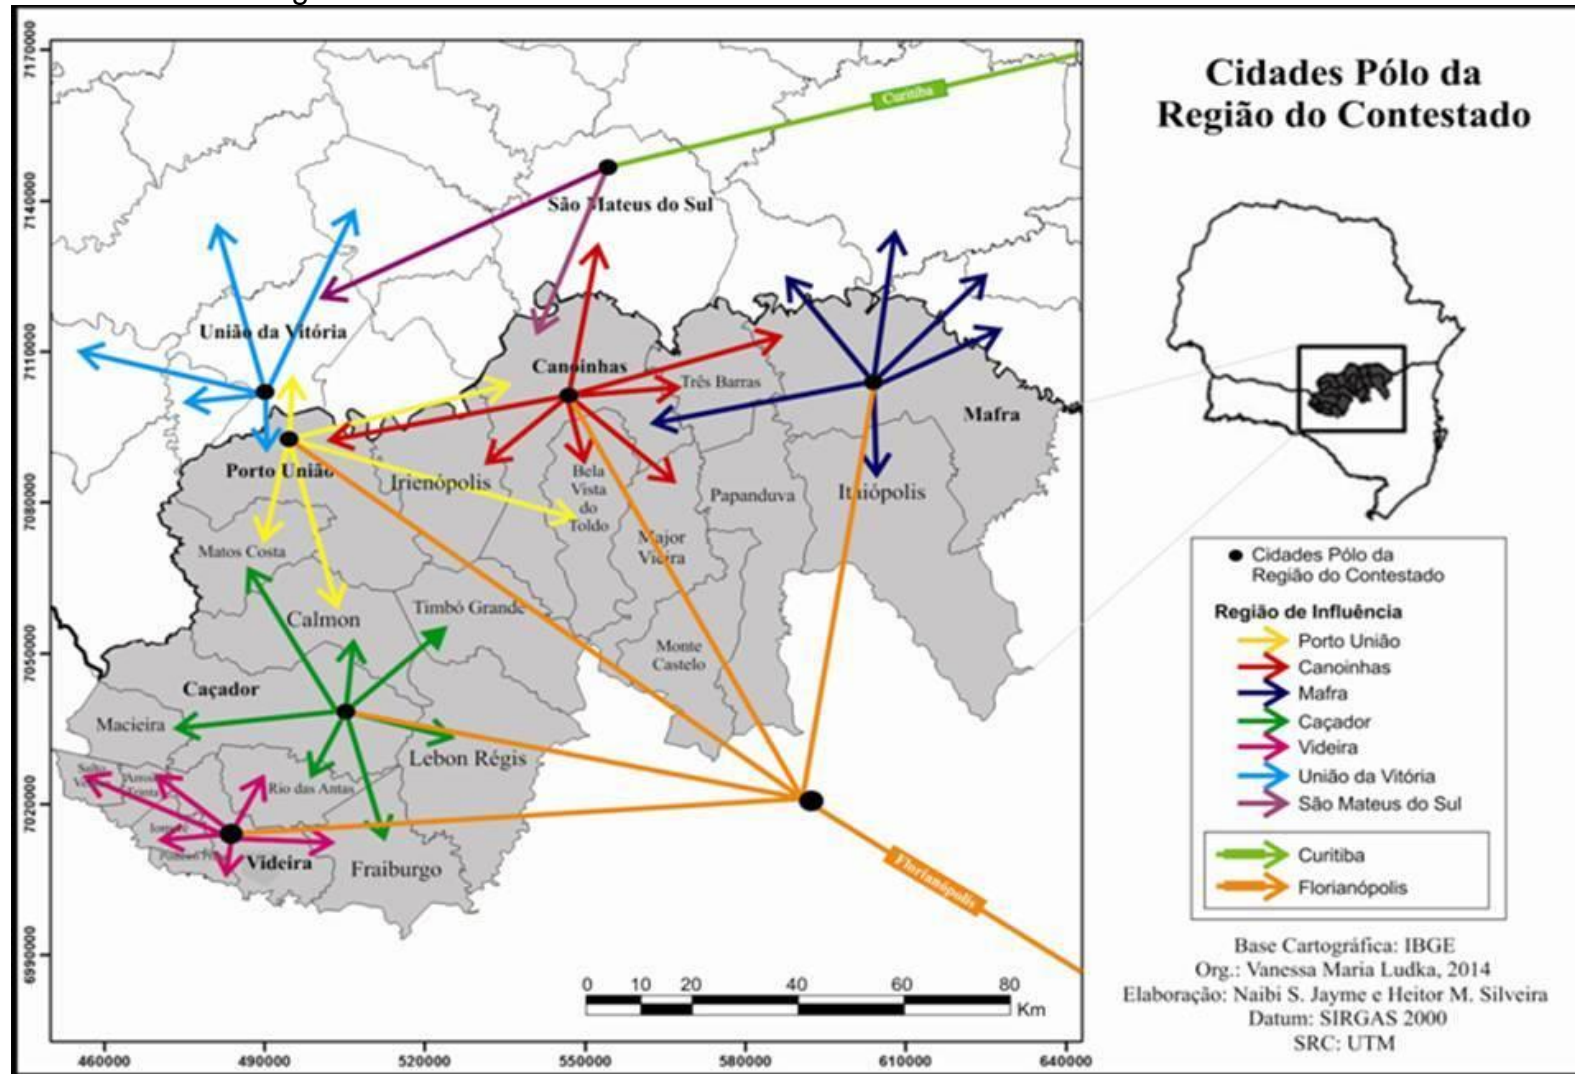 Cidades Pólo da
Região do Contestado
7170000
7140000
7110000
7080000
7050000
7020000
6990000
Curitiba
São Mateus do Sul
União da Vitória
Canoinhas
Três Barras
Mafra
Porto União
Irienópolis
Bela
Vista
do
Toldo
Papanduva
Itaiópolis
Major
Vieira
Matos Costa
Calmon
Timbó Grande
Monte
Castelo
Caçador
Macieira
Lebon Régis
Rio das Antas
Videira
Fraiburgo
Florianópolis
0 10 20 40 60 80
Km
460000 490000 520000 550000 580000 610000 640000
Cidades Pólo da
Região do Contestado
Região de Influência
Porto União
Canoinhas
Mafra
Caçador
Videira
União da Vitória
São Mateus do Sul
Curitiba
Florianópolis
Base Cartográfica: IBGE
Org.: Vanessa Maria Ludka, 2014
Elaboração: Naibi S. Jayme e Heitor M. Silveira
Datum: SIRGAS 2000
SRC: UTM